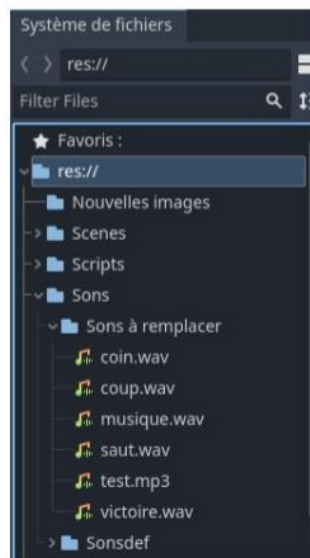 Système de fichiers
res://
Filter Files
Favoris :
res://
Nouvelles images
Scenes
Scripts
Sons
Sons à remplacer
coin.wav
coup.wav
musique.wav
saut.wav
test.mp3
victoire.wav
Sonsdef